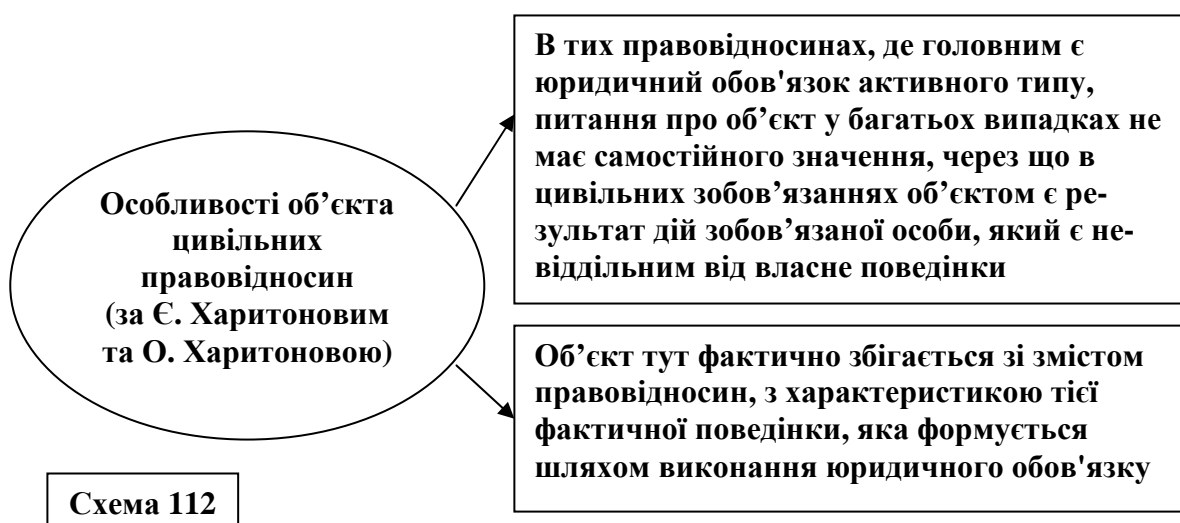 Особливості об’єкта
цивільних
правовідносин
(за Є. Харитоновим
та О. Харитоновою)
В тих правовідносинах, де головним є
юридичний обов'язок активного типу,
питання про об’єкт у багатьох випадках не
має самостійного значення, через що в
цивільних зобов’язаннях об’єктом є ре-
зультат дій зобов’язаної особи, який є не-
віддільним від власне поведінки
Об’єкт тут фактично збігається зі змістом
правовідносин, з характеристикою тієї
фактичної поведінки, яка формується
шляхом виконання юридичного обов'язку
Схема 112